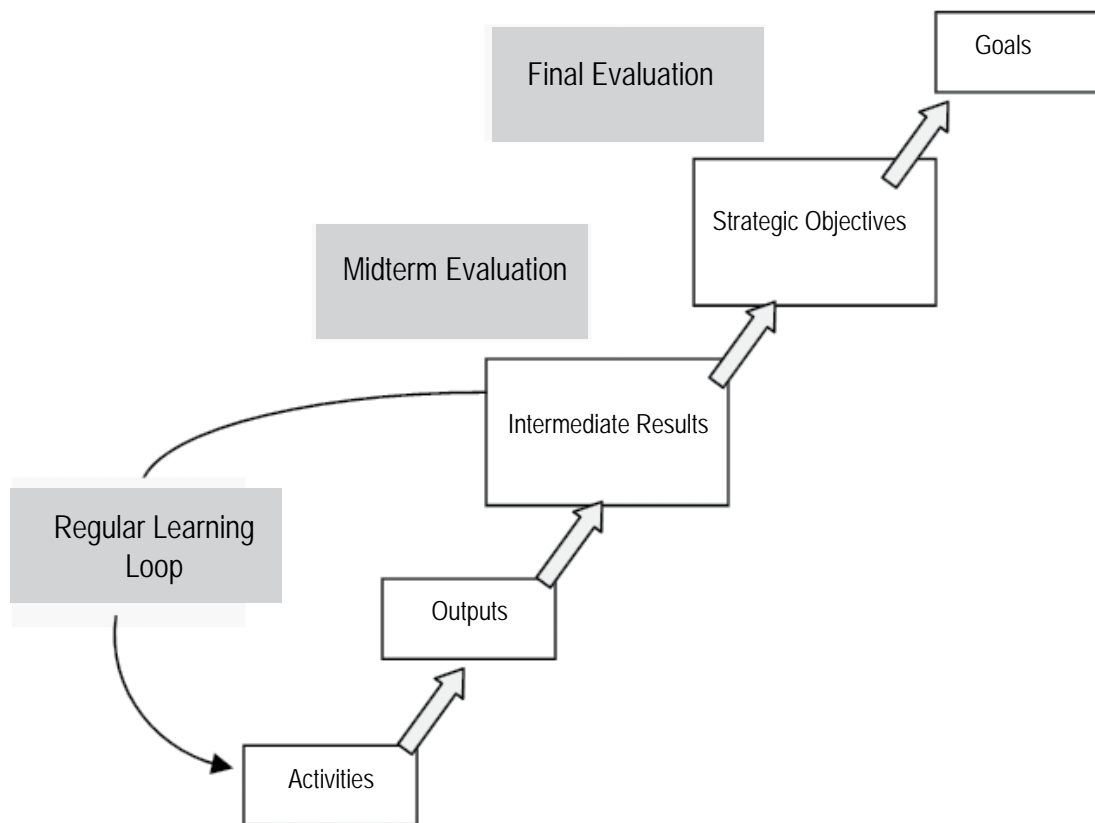 Goals
Final Evaluation
Strategic Objectives
Midterm Evaluation
Intermediate Results
Regular Learning
Loop
Outputs
Activities